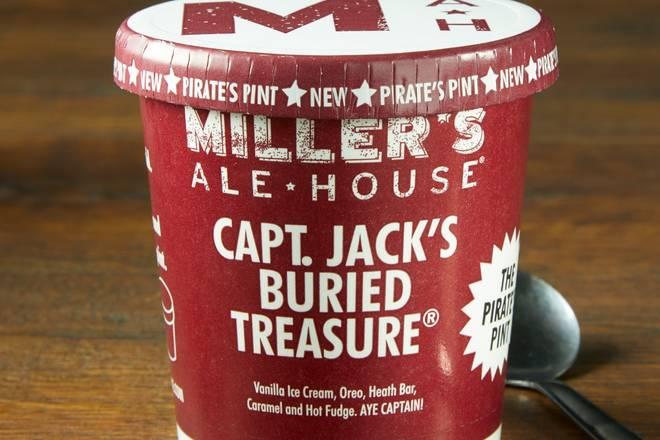 M
A★H
PINT ★ NEW ★ PIRATE'S PINT ★ NEW ★ PIRATE'S PINT ★ NEW ★ PIRATE'S
MILLER'S
ALE★HOUSE®
CAPT. JACK'S
BURIED
TREASURE®
THE
PIRATE
PINT
Vanilla Ice Cream, Oreo, Heath Bar,
Caramel and Hot Fudge. AYE CAPTAIN!